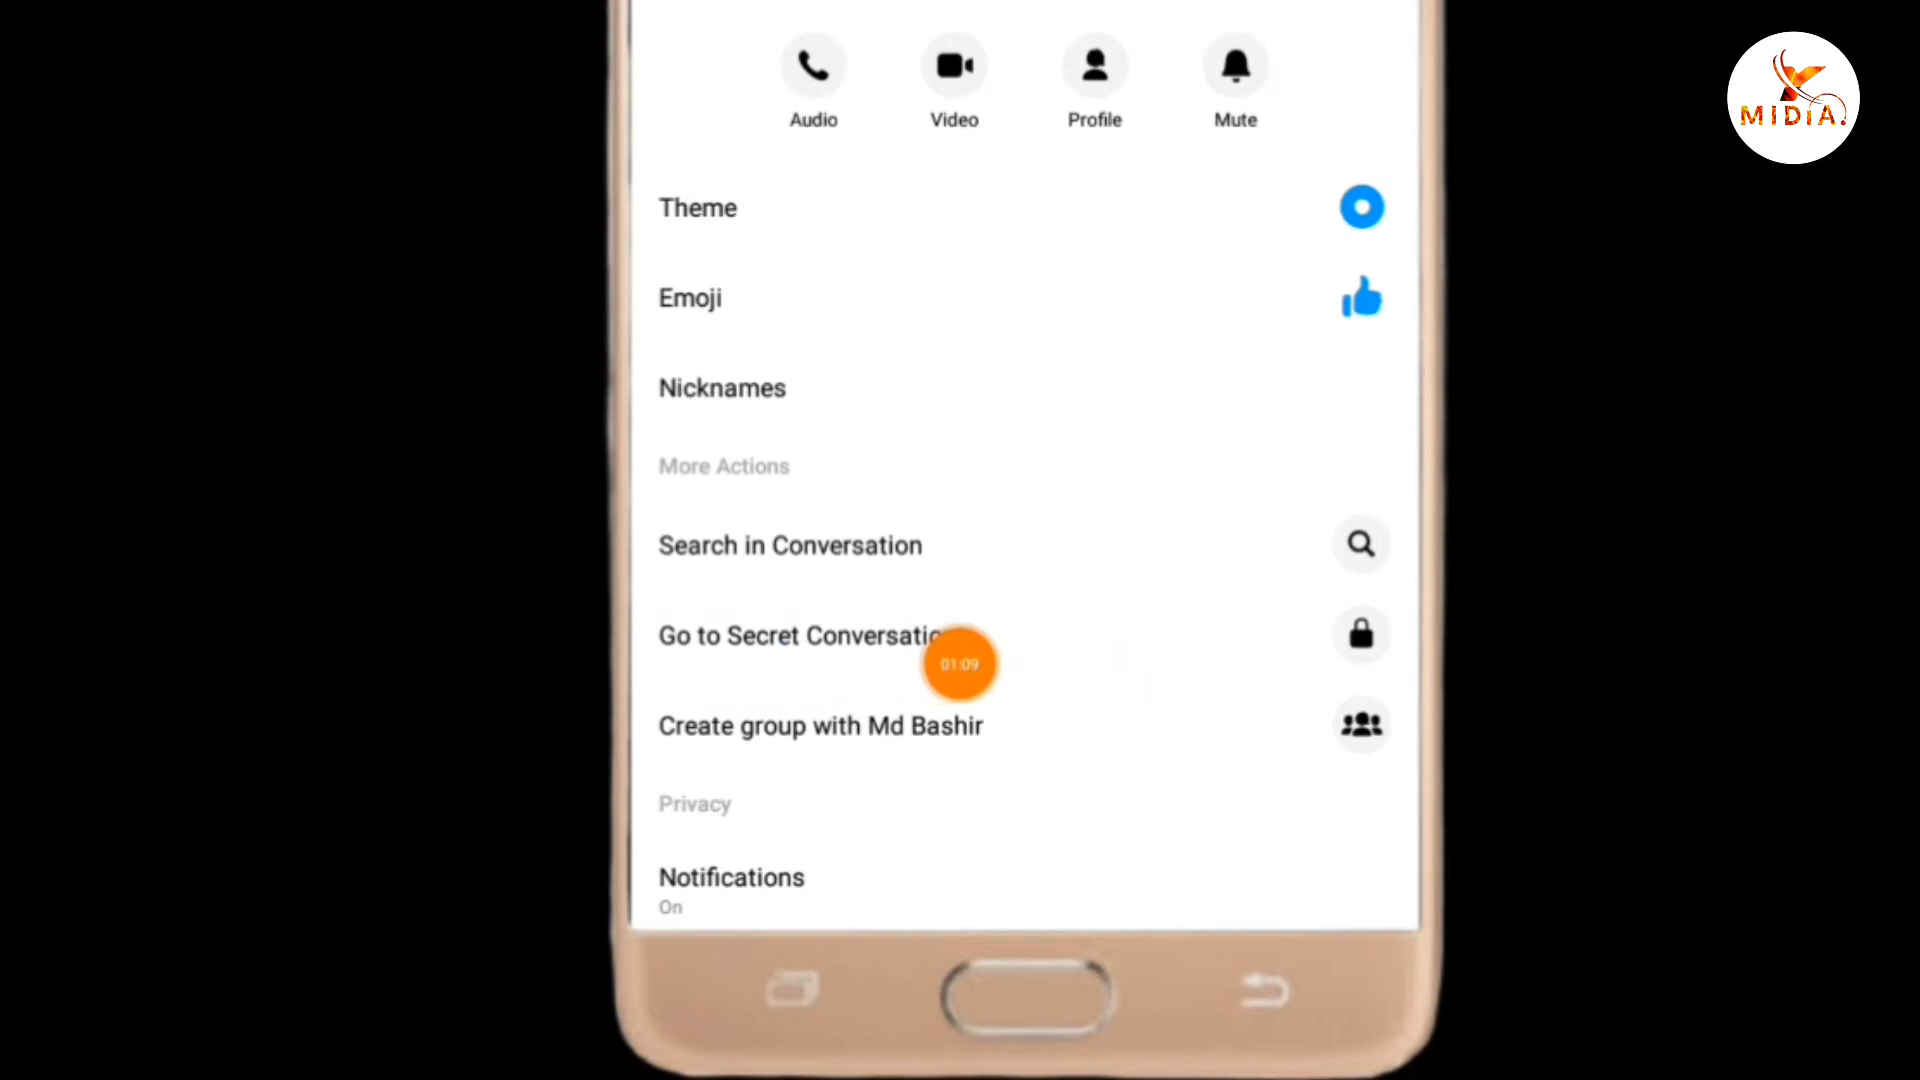 Audio Video Profile Mute
Theme
Emoji
Nicknames
More Actions
Search in Conversation
Go to Secret Conversatio
01:09
Create group with Md Bashir
Privacy
Notifications
On
MIDiA.